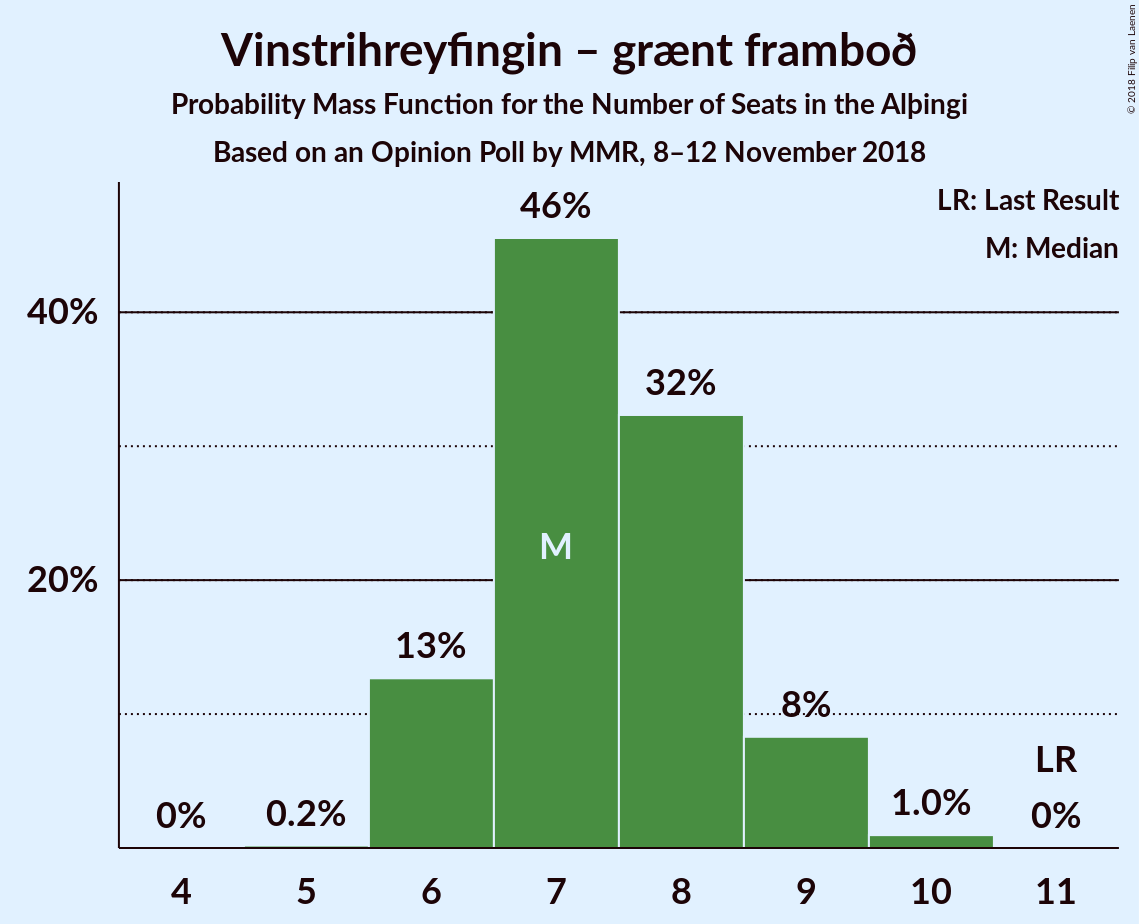 Vinstrihreyfingin – grænt framboð
Probability Mass Function for the Number of Seats in the Alþingi
Based on an Opinion Poll by MMR, 8–12 November 2018
© 2018 Filip van Laenen
LR: Last Result
M: Median
46%
40%
32%
M
20%
13%
8%
LR
0%
0.2%
1.0%
0%
4
5
6
7
8
9
10
11